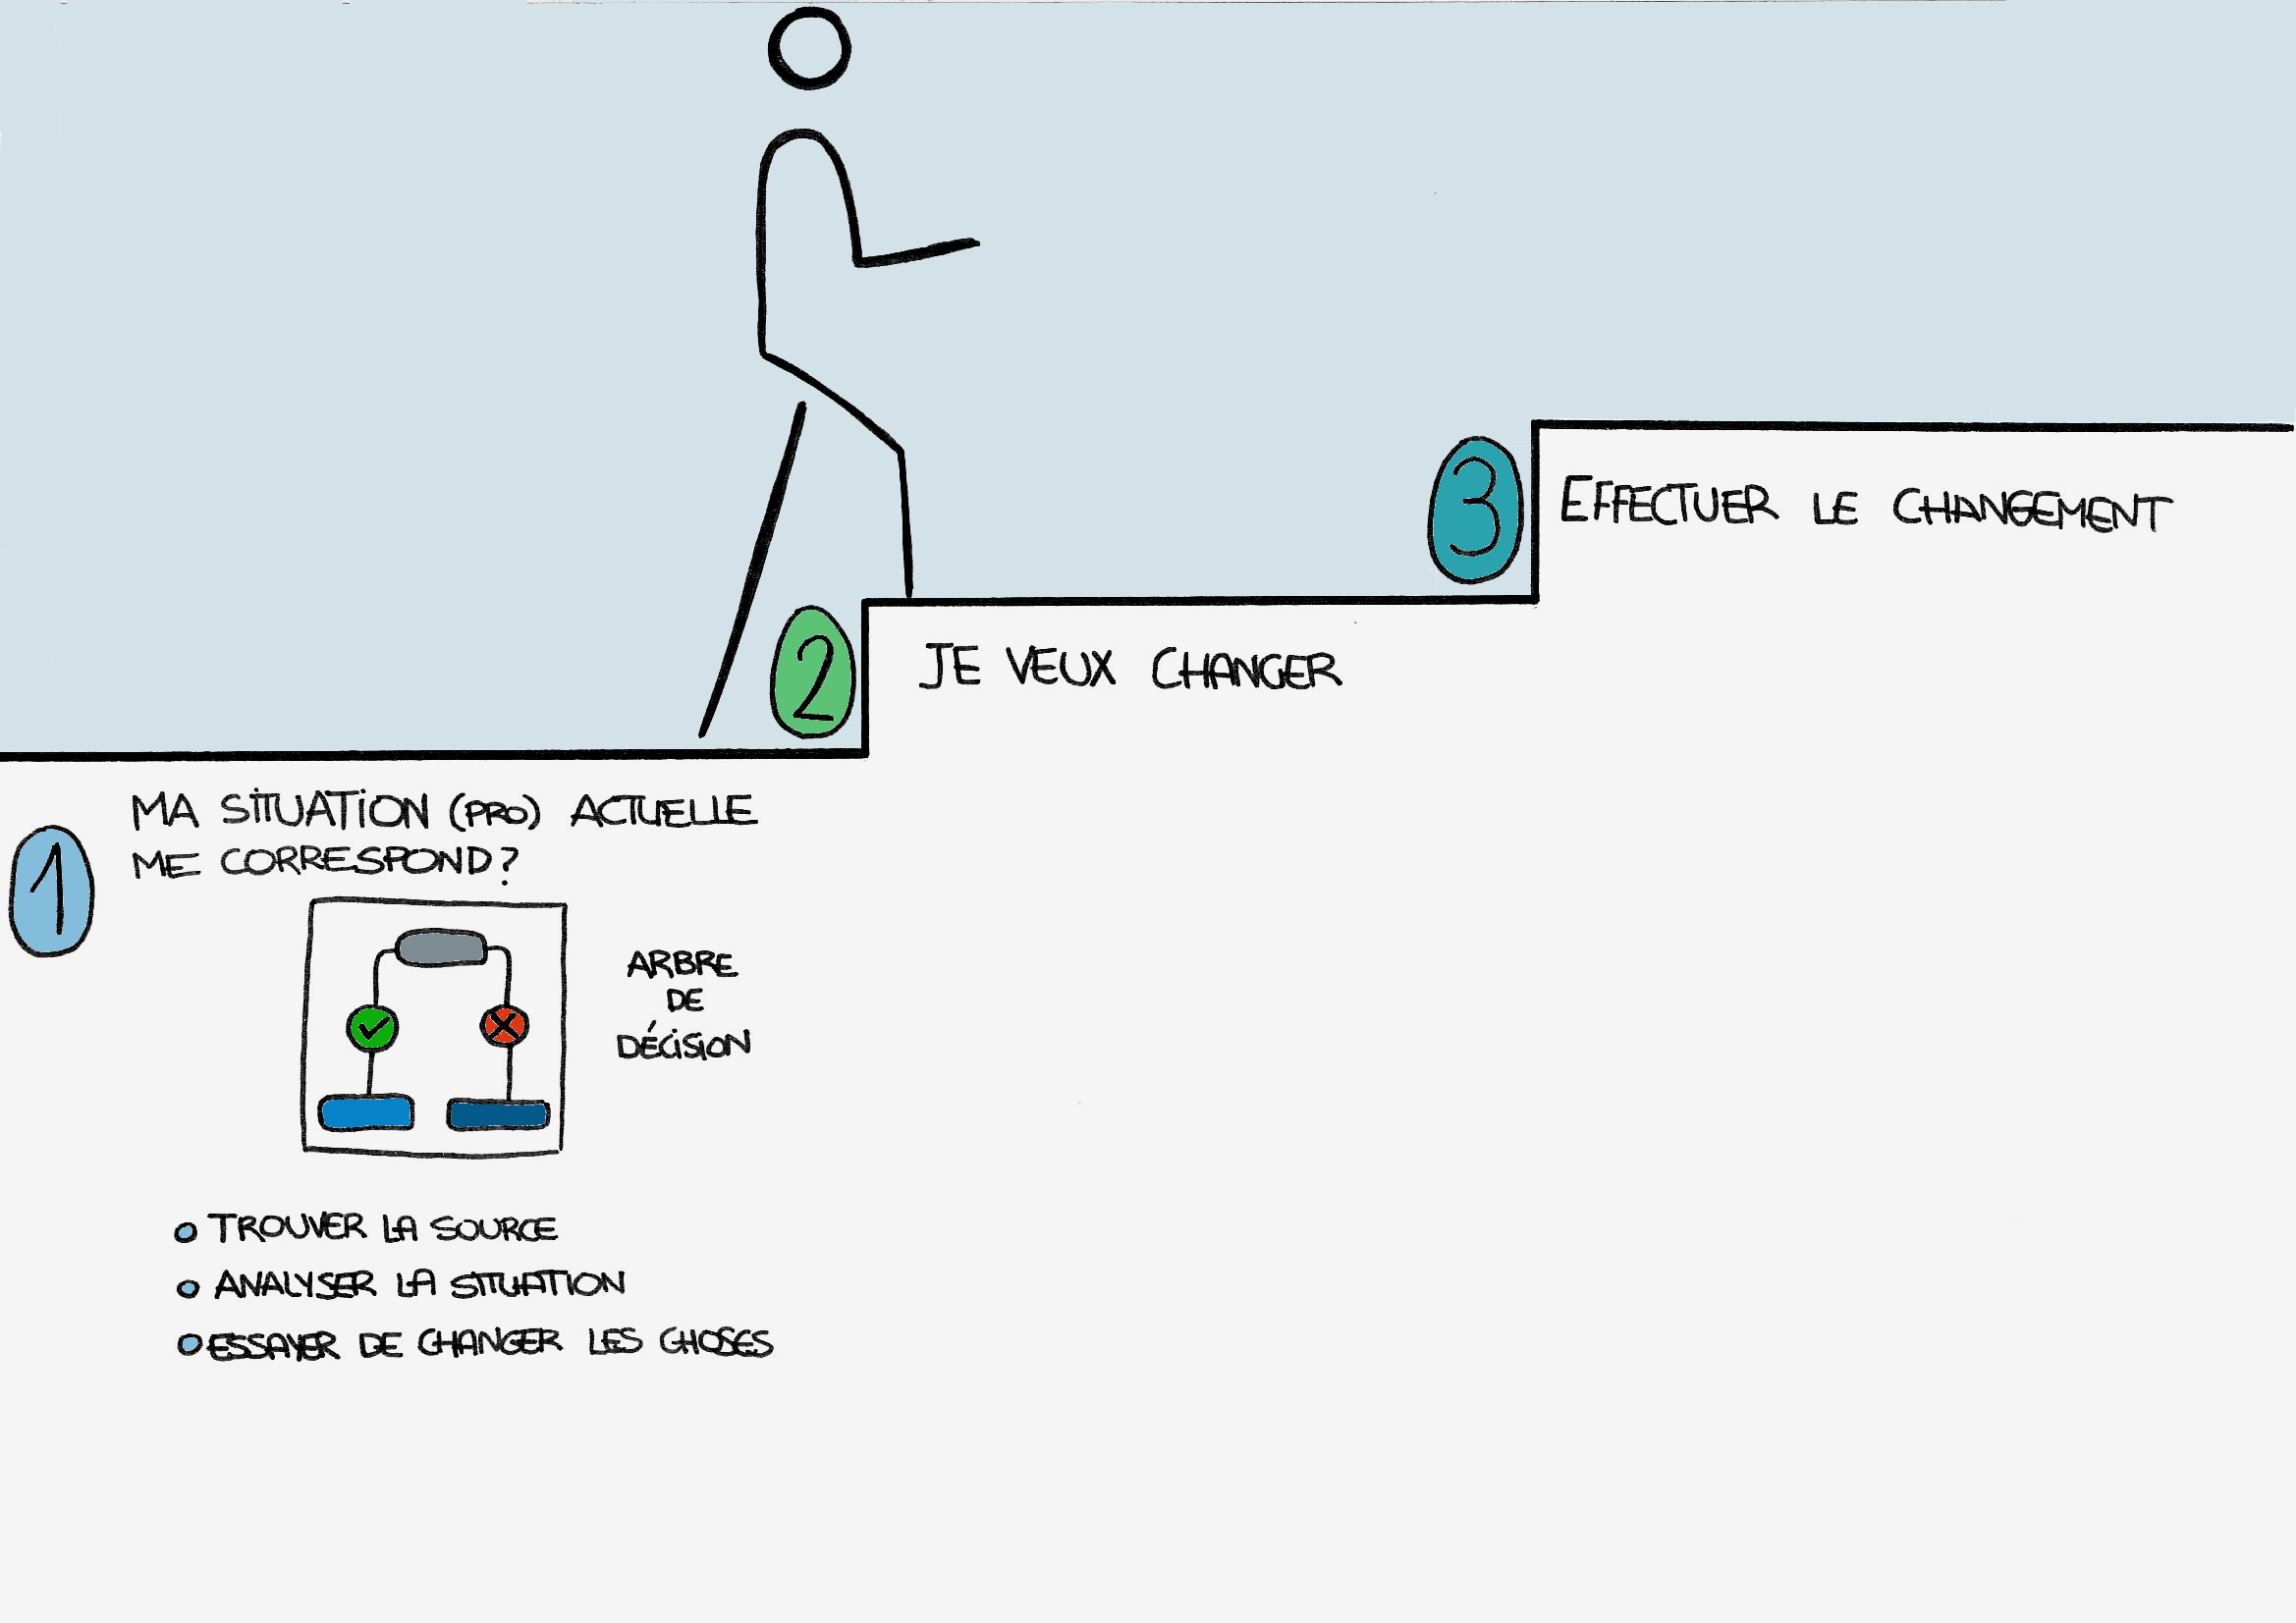 3
EFFECTUER LE CHANGEMENT
2
JE VEUX CHANGER
1
MA SITUATION (PRO) ACTUELLE
ME CORRESPOND?
ARBRE
DE
DÉCISION
TROUVER LA SOURCE
ANALYSER LA SITUATION
ESSAYER DE CHANGER LES CHOSES